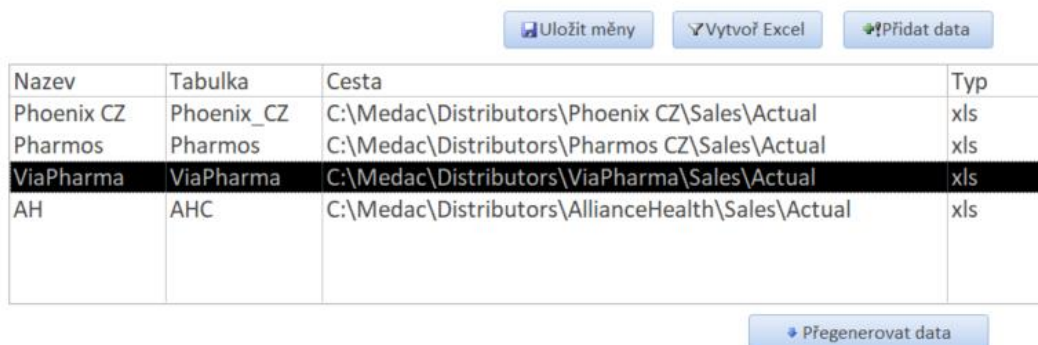 Uložit měny Vytvoř Excel Přidat data
Nazev Tabulka Cesta Typ
Phoenix CZ Phoenix_CZ C:\Medac\Distributors\Phoenix CZ\Sales\Actual xls
Pharmos Pharmos C:\Medac\Distributors\Pharmos CZ\Sales\Actual xls
ViaPharma ViaPharma C:\Medac\Distributors\ViaPharma\Sales\Actual xls
AH AHC C:\Medac\Distributors\AllianceHealth\Sales\Actual xls
Přegenerovat data